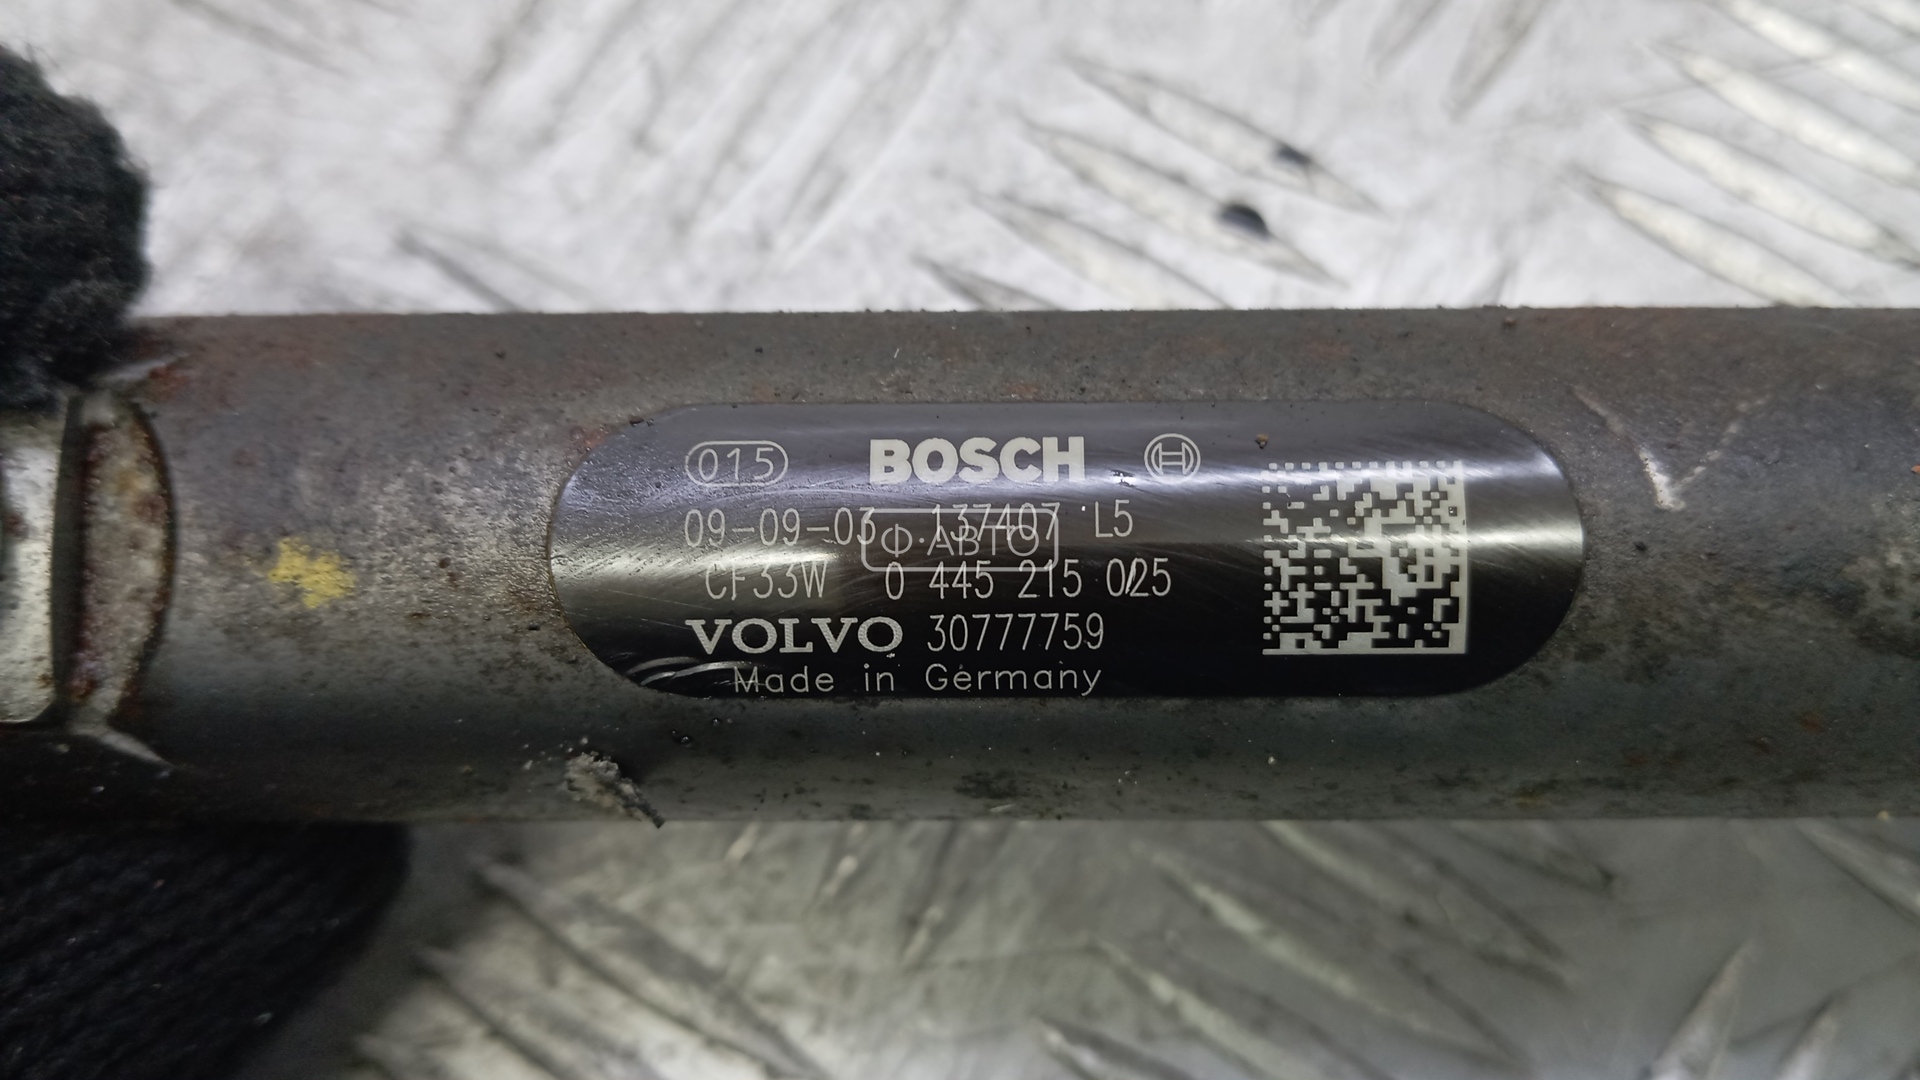 015 BOSCH
09-09-03 137407 L5
Ф·АВТО
CF33W 0 445 215 025
VOLVO 30777759
Made in Germany